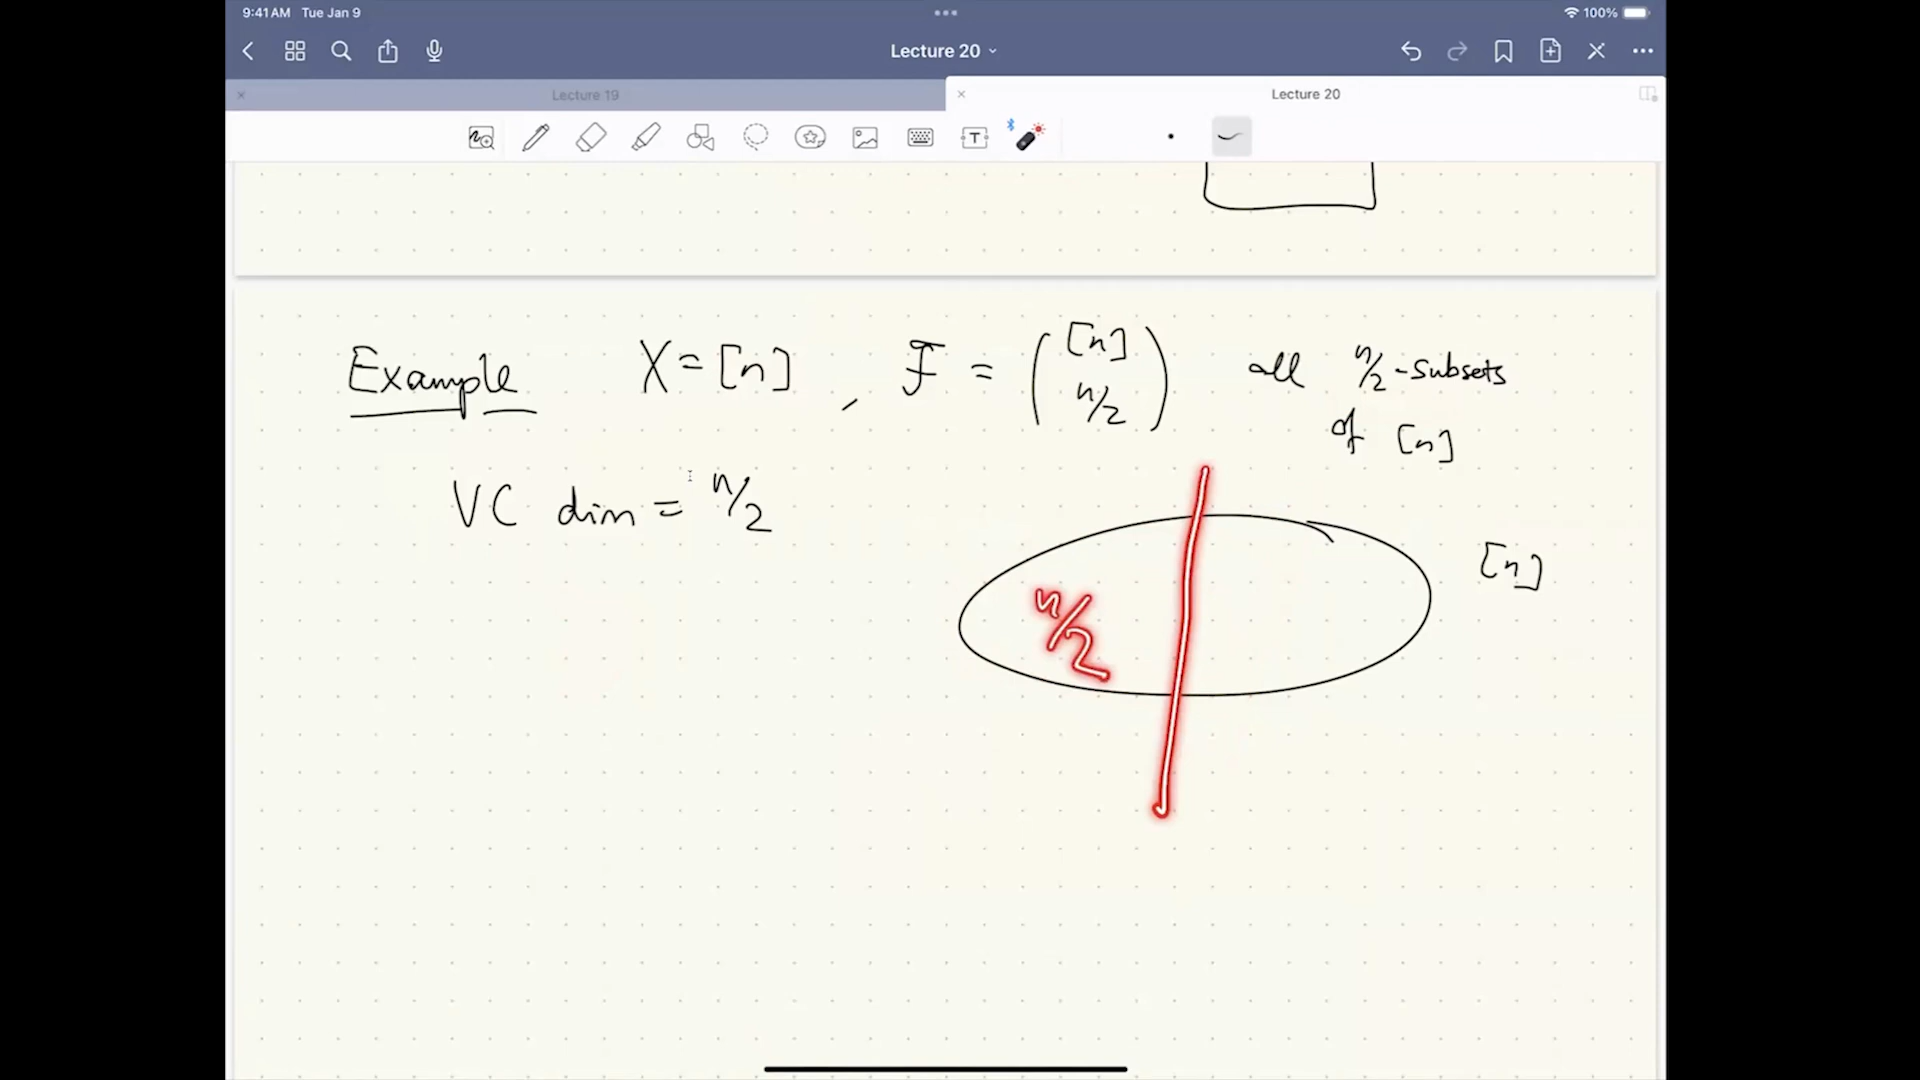 9:41 AM Tue Jan 9
100%
Lecture 20
Lecture 19
Lecture 20
T
Example X = [n] , F = ([n] n/2) all n/2 - subsets
of [n]
VC dim = n/2
[n]
n/2